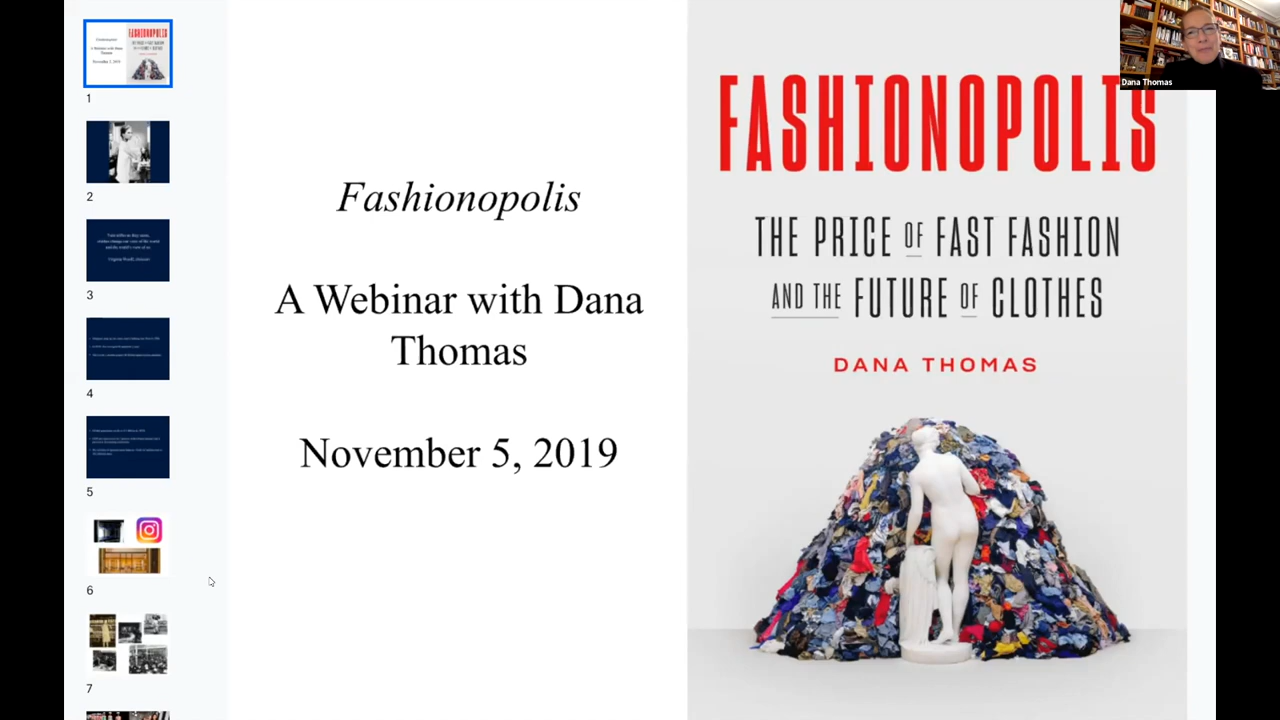 Fashionopolis
A Webinar with Dana
Thomas
November 5, 2019
FASHIONOPOLIS
THE PRICE OF FAST FASHION
AND THE FUTURE OF CLOTHES
DANA THOMAS
Dana Thomas
1
2
3
4
5
6
7